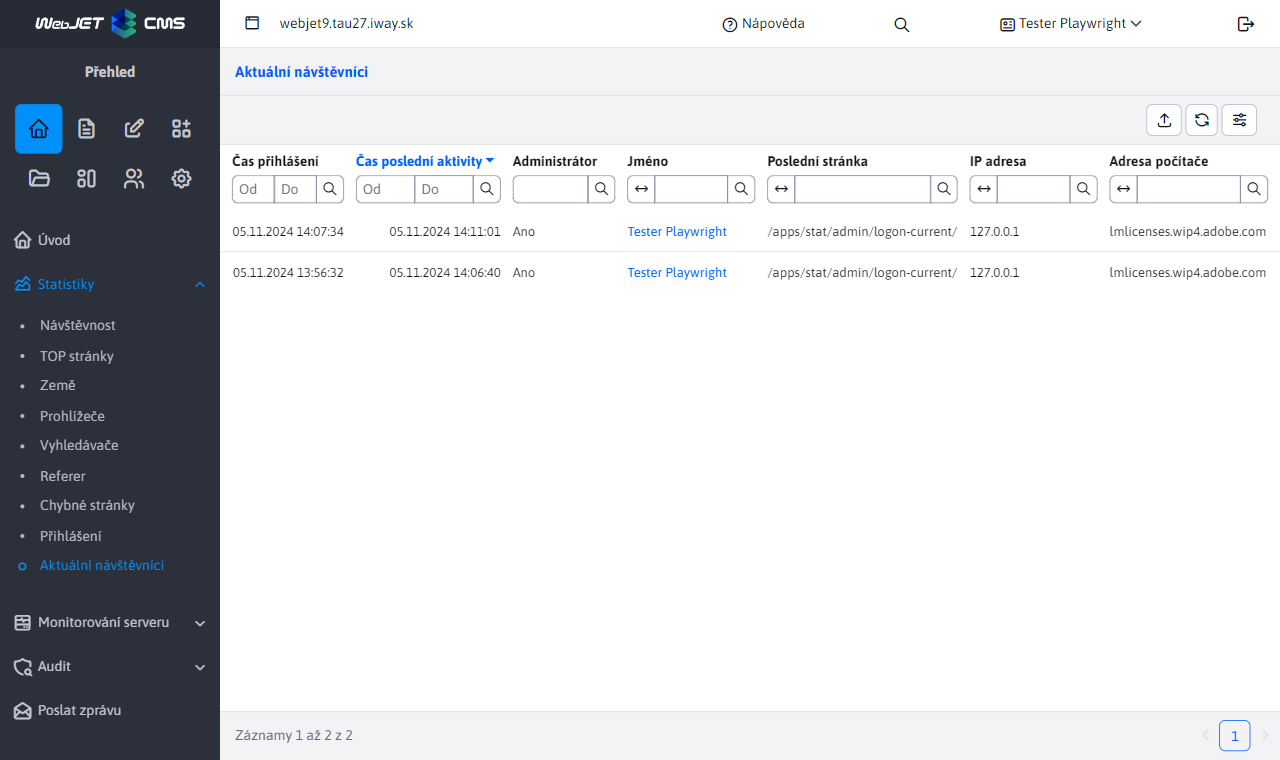 WebJET CMS
webjet9.tau27.iway.sk
Nápověda
Tester Playwright
Přehled
Úvod
Statistiky
Návštěvnost
TOP stránky
Země
Prohlížeče
Vyhledávače
Referer
Chybné stránky
Přihlášení
Aktuální návštěvníci
Monitorování serveru
Audit
Poslat zprávu
Aktuální návštěvníci
Čas přihlášení Čas poslední aktivity Administrátor Jméno Poslední stránka IP adresa Adresa počítače
Od Do Od Do
05.11.2024 14:07:34 05.11.2024 14:11:01 Ano Tester Playwright /apps/stat/admin/logon-current/ 127.0.0.1 lmlicenses.wip4.adobe.com
05.11.2024 13:56:32 05.11.2024 14:06:40 Ano Tester Playwright /apps/stat/admin/logon-current/ 127.0.0.1 lmlicenses.wip4.adobe.com
Záznamy 1 až 2 z 2
1